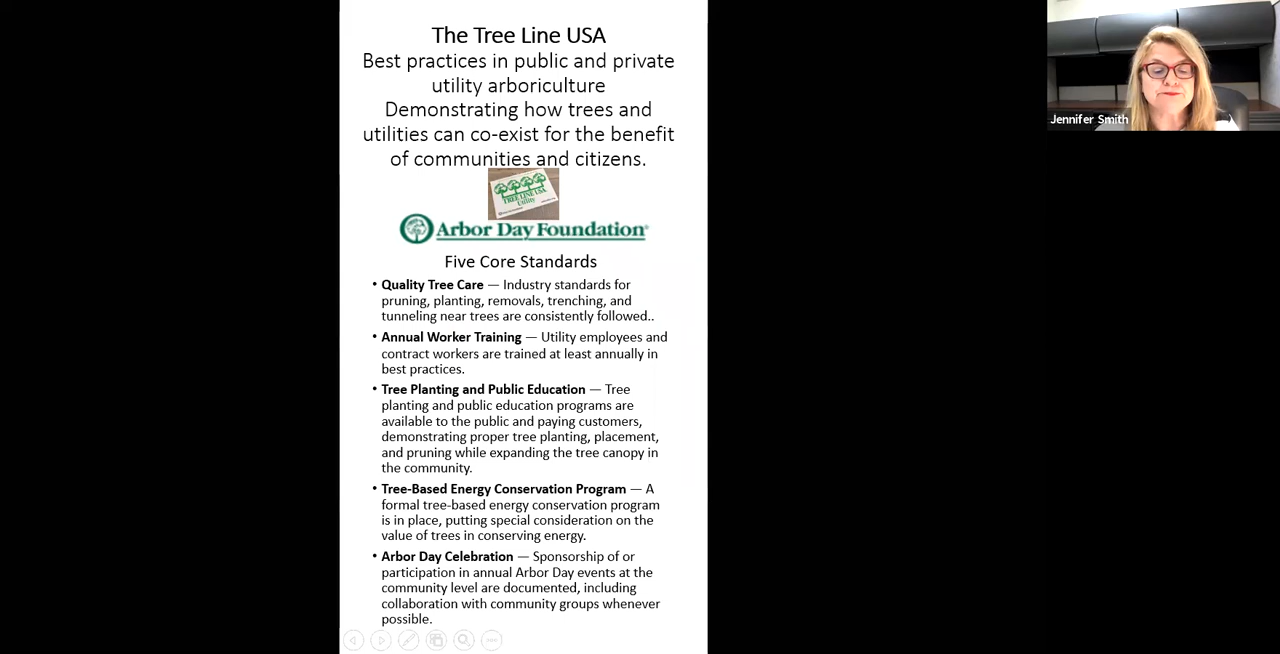 The Tree Line USA
Best practices in public and private
utility arboriculture
Demonstrating how trees and
utilities can co-exist for the benefit
of communities and citizens.
TREE LINE USA
Utility
Arbor Day Foundation®
Five Core Standards
• Quality Tree Care — Industry standards for
pruning, planting, removals, trenching, and
tunneling near trees are consistently followed..
• Annual Worker Training — Utility employees and
contract workers are trained at least annually in
best practices.
• Tree Planting and Public Education — Tree
planting and public education programs are
available to the public and paying customers,
demonstrating proper tree planting, placement,
and pruning while expanding the tree canopy in
the community.
• Tree-Based Energy Conservation Program — A
formal tree-based energy conservation program
is in place, putting special consideration on the
value of trees in conserving energy.
• Arbor Day Celebration — Sponsorship of or
participation in annual Arbor Day events at the
community level are documented, including
collaboration with community groups whenever
possible.
Jennifer Smith